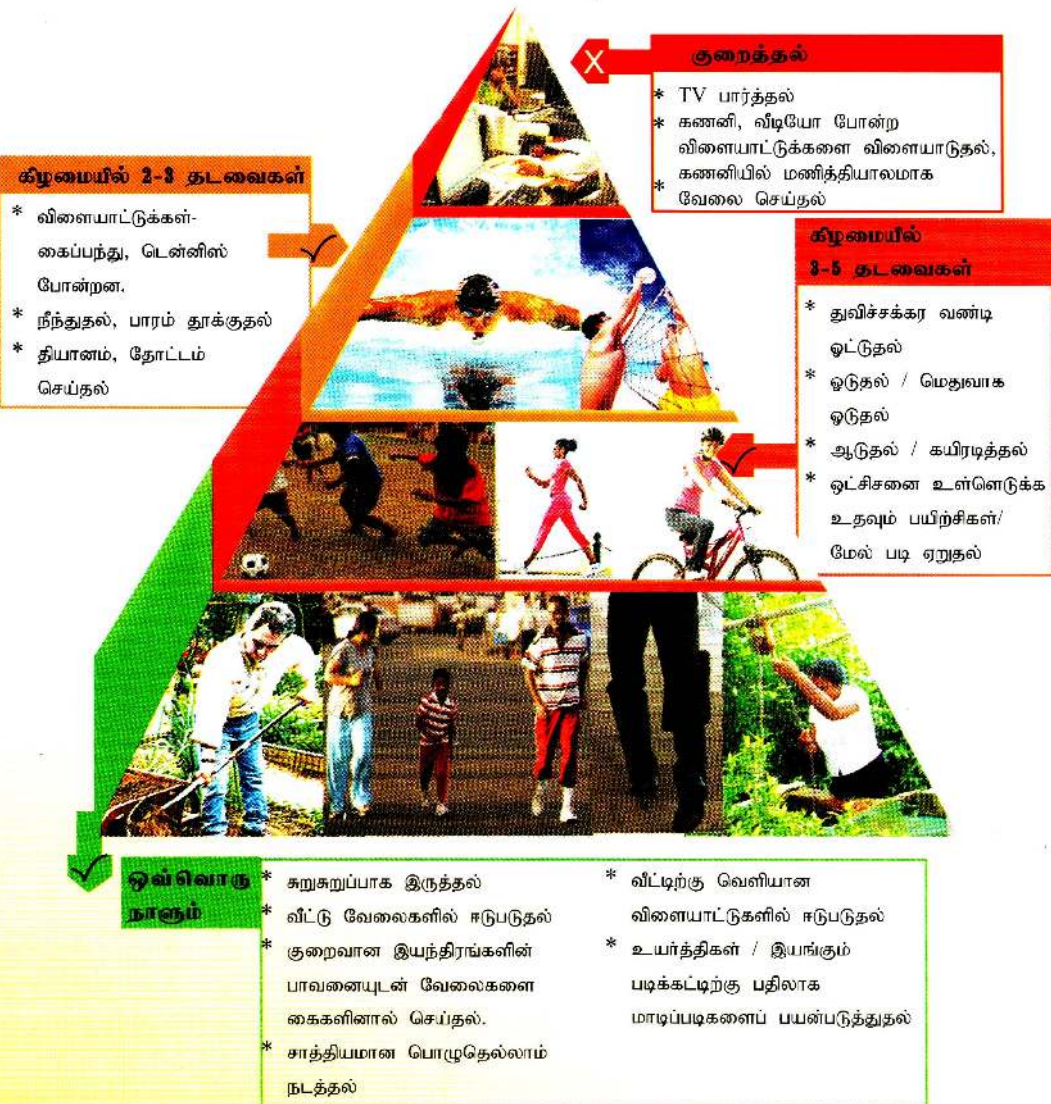 குறைத்தல்
* TV பார்த்தல்
* கணனி, வீடியோ போன்ற
விளையாட்டுக்களை விளையாடுதல்,
கணனியில் மணித்தியாலமாக
* வேலை செய்தல்
கிழமையில் 2-3 தடவைகள்
* விளையாட்டுக்கள்-
கைப்பந்து, டென்னிஸ்
போன்றன.
* நீந்துதல், பாரம் தூக்குதல்
* தியானம், தோட்டம்
செய்தல்
கிழமையில்
3-5 தடவைகள்
* துவிச்சக்கர வண்டி
ஓட்டுதல்
* ஓடுதல் / மெதுவாக
ஓடுதல்
* ஆடுதல் / கயிரடித்தல்
* ஒட்சிசனை உள்ளெடுக்க
உதவும் பயிற்சிகள்/
மேல் படி ஏறுதல்
ஒவ்வொரு
நாளும்
* சுறுசுறுப்பாக இருத்தல்
* வீட்டு வேலைகளில் ஈடுபடுதல்
* குறைவான இயந்திரங்களின்
பாவனையுடன் வேலைகளை
கைகளினால் செய்தல்.
* சாத்தியமான பொழுதெல்லாம்
நடத்தல்
* வீட்டிற்கு வெளியான
விளையாட்டுகளில் ஈடுபடுதல்
* உயர்த்திகள் / இயங்கும்
படிக்கட்டிற்கு பதிலாக
மாடிப்படிகளைப் பயன்படுத்துதல்